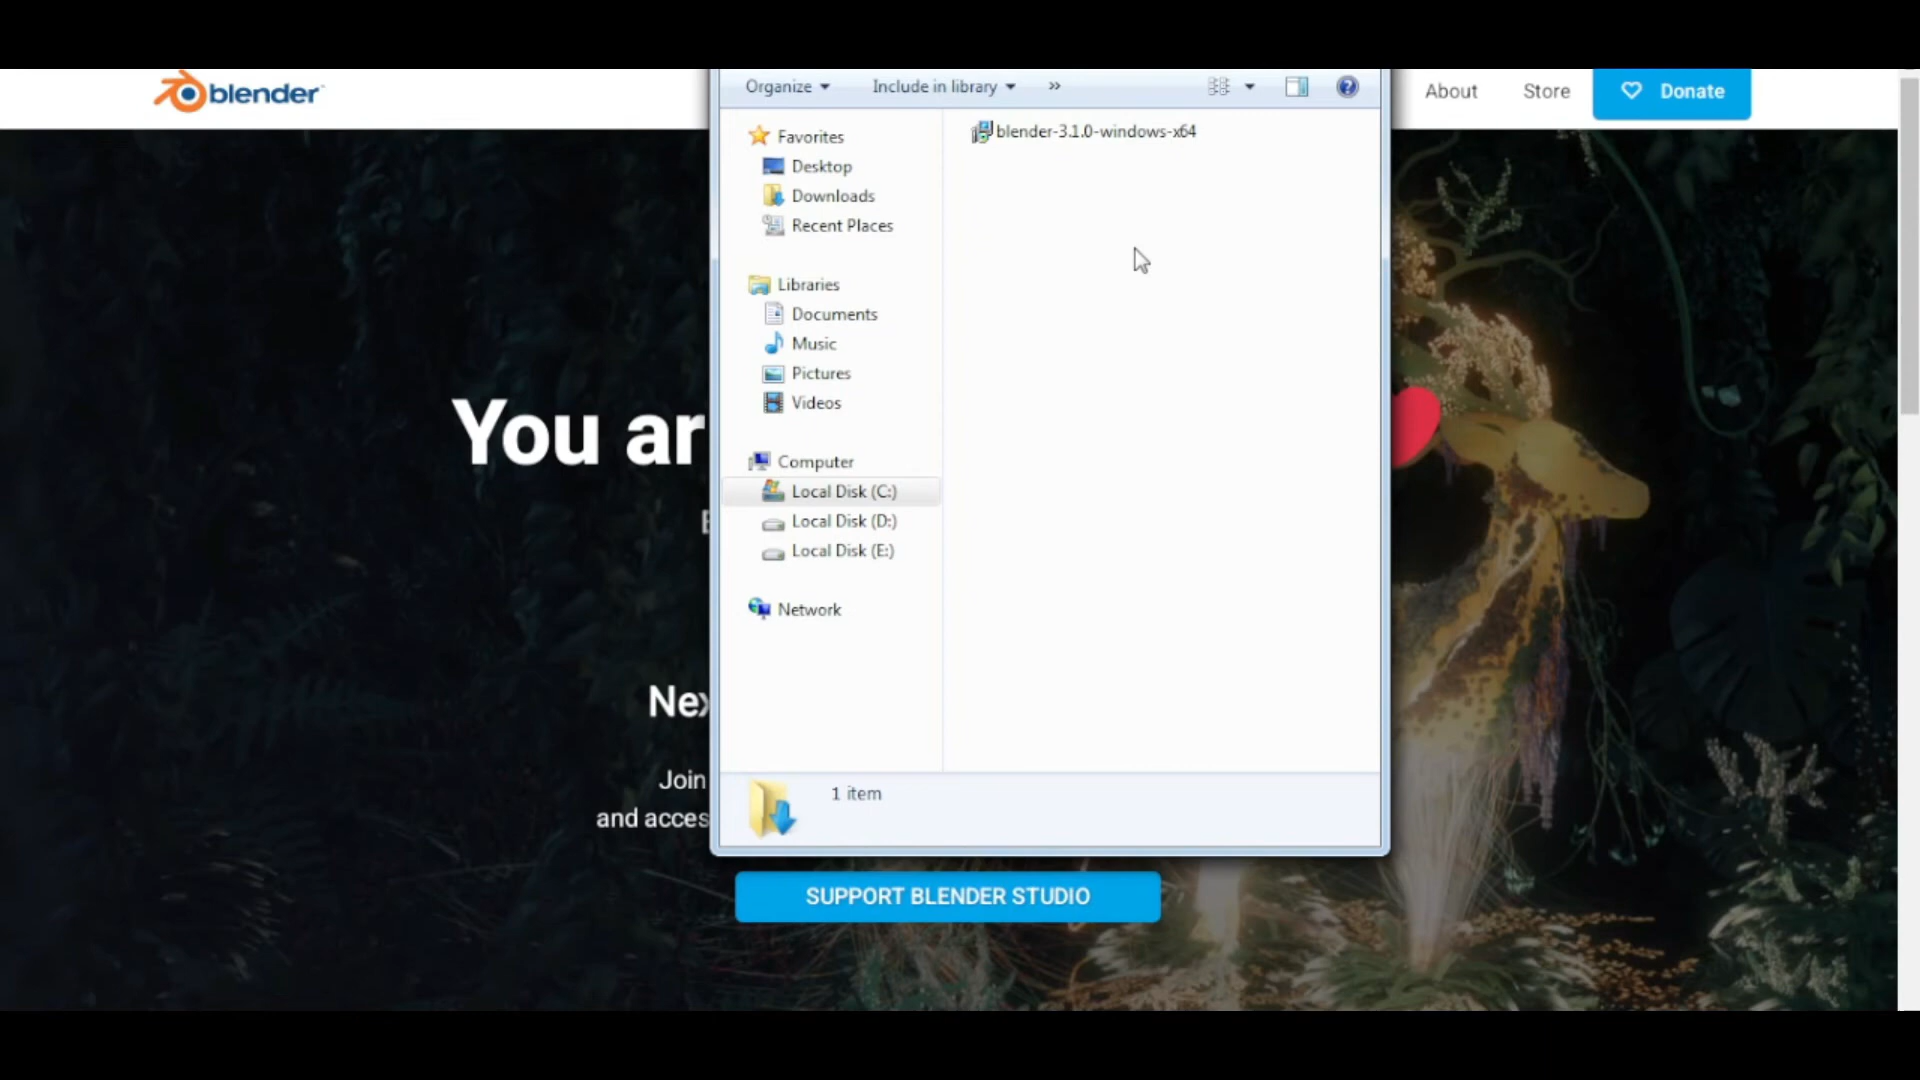 blender
Organize
Include in library
»
About
Store
Donate
Favorites
Desktop
Downloads
Recent Places
Libraries
Documents
Music
Pictures
Videos
Computer
Local Disk (C:)
Local Disk (D:)
Local Disk (E:)
Network
blender-3.1.0-windows-x64
1 item
You ar
Nex
Join
and acces
SUPPORT BLENDER STUDIO